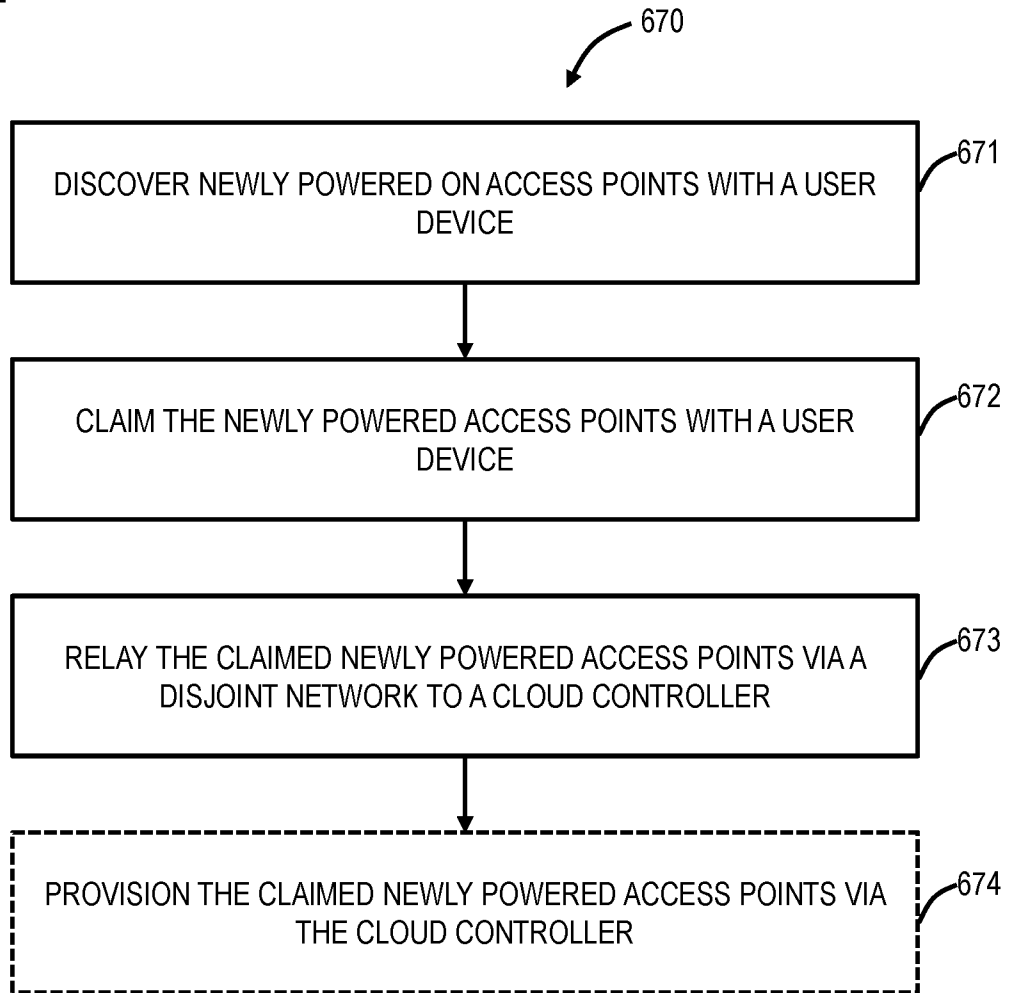 670
DISCOVER NEWLY POWERED ON ACCESS POINTS WITH A USER
DEVICE
671
CLAIM THE NEWLY POWERED ACCESS POINTS WITH A USER
DEVICE
672
RELAY THE CLAIMED NEWLY POWERED ACCESS POINTS VIA A
DISJOINT NETWORK TO A CLOUD CONTROLLER
673
PROVISION THE CLAIMED NEWLY POWERED ACCESS POINTS VIA
THE CLOUD CONTROLLER
674